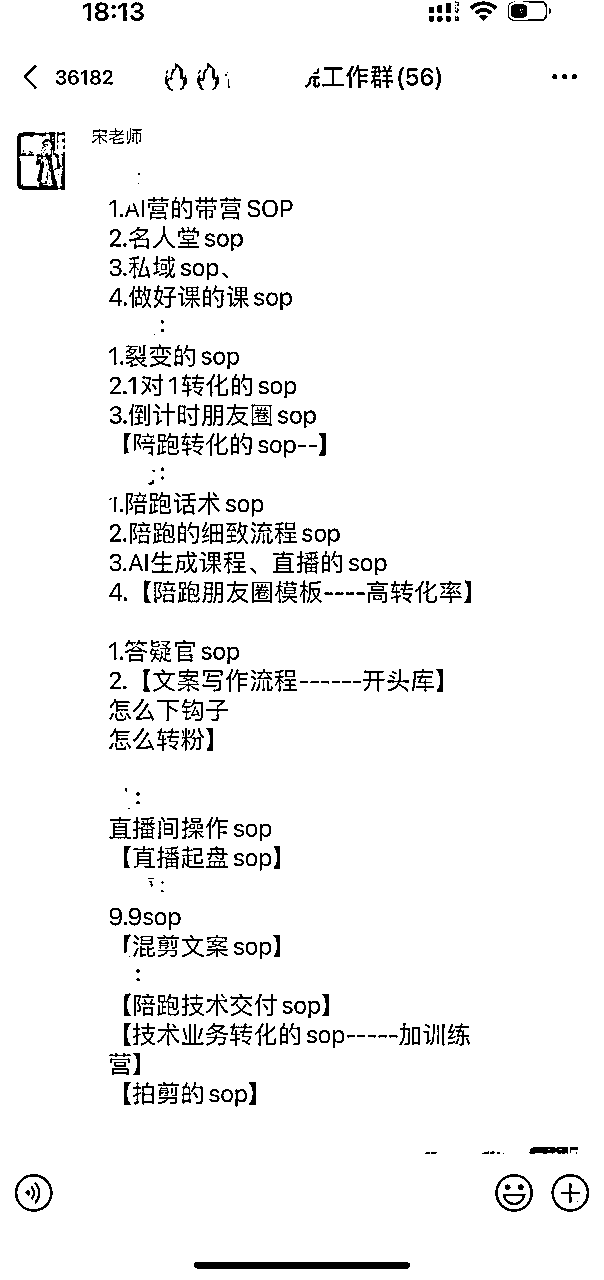 18:13
36182
工作群(56)
宋老师
:
1.AI营的带营SOP
2.名人堂sop
3.私域sop、
4.做好课的课sop
:
1.裂变的sop
2.1对1转化的sop
3.倒计时朋友圈sop
【陪跑转化的sop--】
:
1.陪跑话术sop
2.陪跑的细致流程sop
3.AI生成课程、直播的sop
4.【陪跑朋友圈模板----高转化率】
1.答疑官sop
2.【文案写作流程------开头库】
怎么下钩子
怎么转粉】
:
直播间操作sop
【直播起盘sop】
:
9.9sop
【混剪文案sop】
:
【陪跑技术交付sop】
【技术业务转化的sop-----加训练
营】
【拍剪的sop】